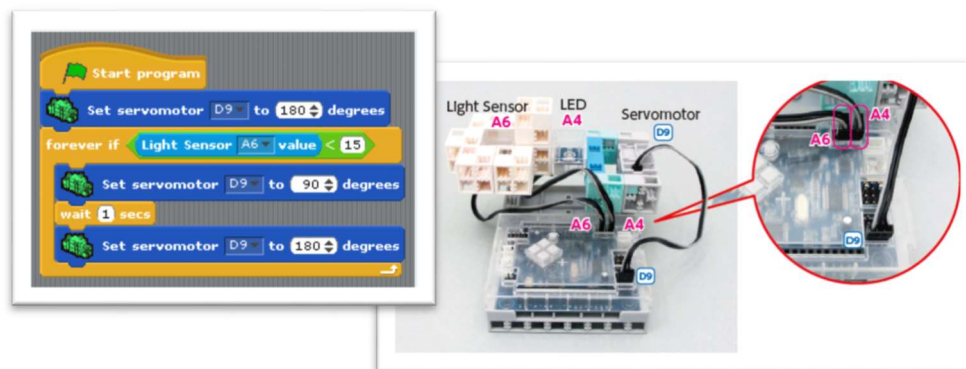 Start program
Set servomotor D9 to 180 degrees
forever if Light Sensor A6 value < 15
Set servomotor D9 to 90 degrees
wait 1 secs
Set servomotor D9 to 180 degrees
Light Sensor
A6
LED
A4
Servomotor
D9
A6 A4
D9
A4
A6
D9